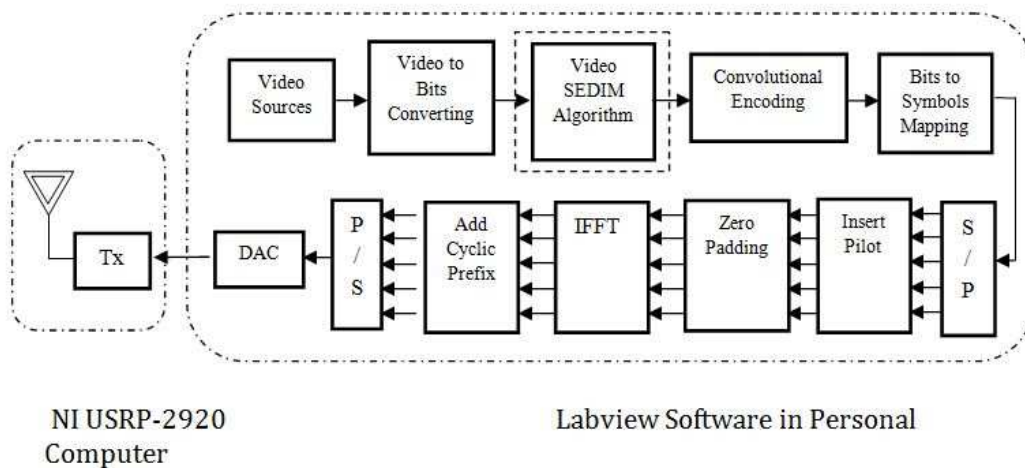 Video
Sources
Video to
Bits
Converting
Video
SEDIM
Algorithm
Convolutional
Encoding
Bits to
Symbols
Mapping
S
/
P
Insert
Pilot
Zero
Padding
IFFT
Add
Cyclic
Prefix
P
/
S
DAC
Tx
NI USRP-2920 Labview Software in Personal
Computer